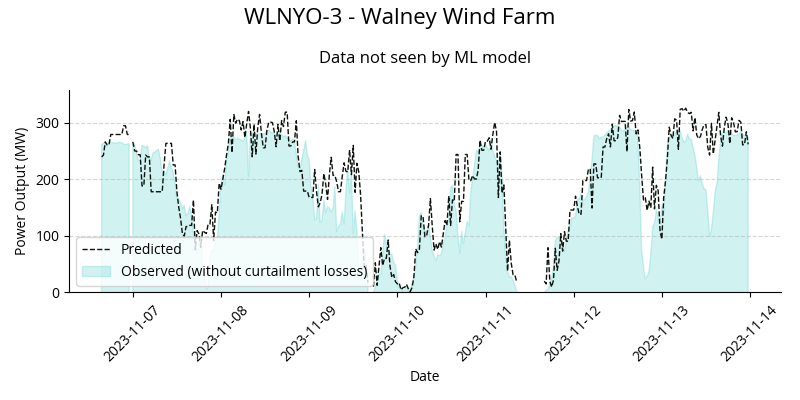 WLNYO-3 - Walney Wind Farm
Data not seen by ML model
Power Output (MW)
300
200
100
0
Predicted
Observed (without curtailment losses)
2023-11-07
2023-11-08
2023-11-09
2023-11-10
2023-11-11
2023-11-12
2023-11-13
2023-11-14
Date